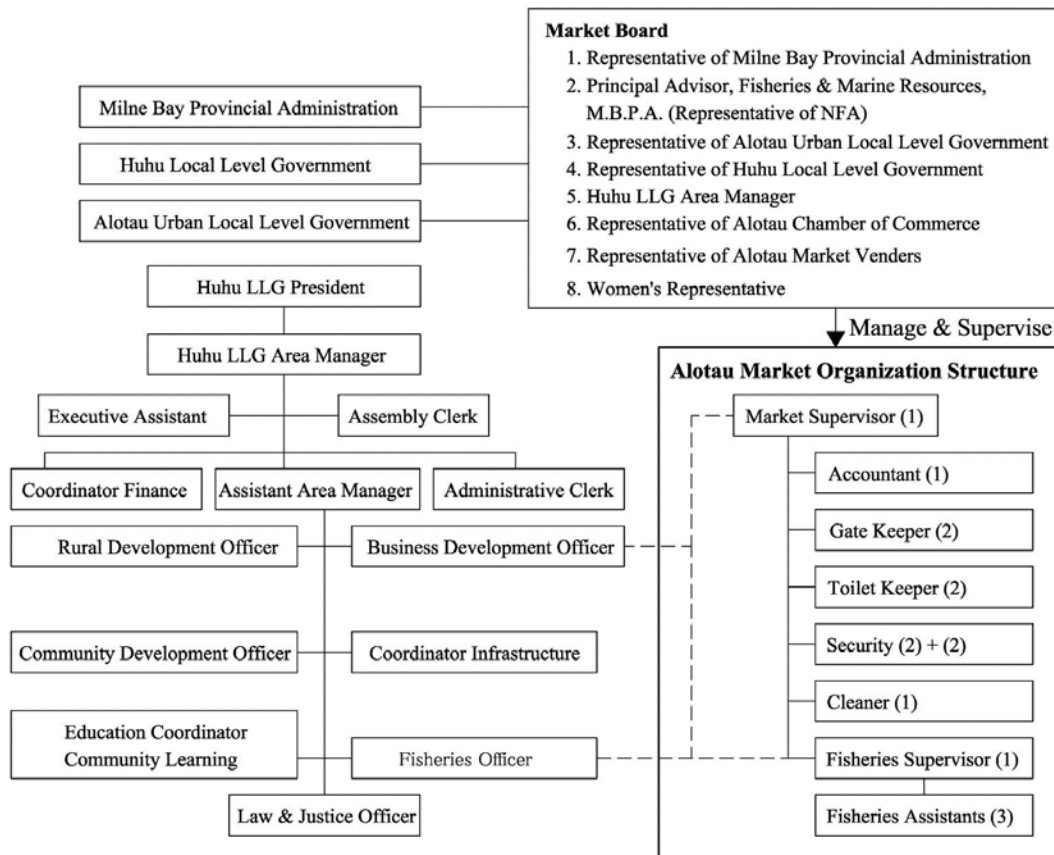 Market Board
1. Representative of Milne Bay Provincial Administration
2. Principal Advisor, Fisheries & Marine Resources,
M.B.P.A. (Representative of NFA)
3. Representative of Alotau Urban Local Level Government
4. Representative of Huhu Local Level Government
5. Huhu LLG Area Manager
6. Representative of Alotau Chamber of Commerce
7. Representative of Alotau Market Venders
8. Women's Representative
Milne Bay Provincial Administration
Huhu Local Level Government
Alotau Urban Local Level Government
Manage & Supervise
Huhu LLG President
Huhu LLG Area Manager
Executive Assistant
Assembly Clerk
Coordinator Finance
Assistant Area Manager
Administrative Clerk
Rural Development Officer
Business Development Officer
Community Development Officer
Coordinator Infrastructure
Education Coordinator
Community Learning
Fisheries Officer
Law & Justice Officer
Alotau Market Organization Structure
Market Supervisor (1)
Accountant (1)
Gate Keeper (2)
Toilet Keeper (2)
Security (2) + (2)
Cleaner (1)
Fisheries Supervisor (1)
Fisheries Assistants (3)